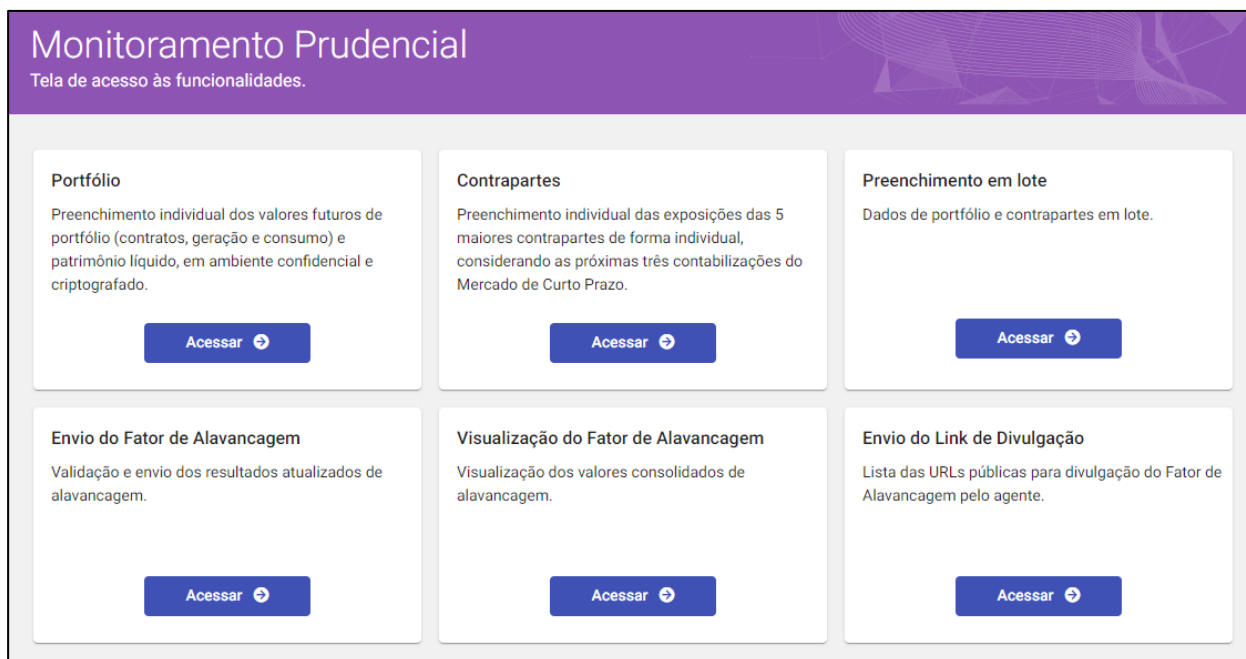 Monitoramento Prudencial
Tela de acesso às funcionalidades.
Portfólio
Preenchimento individual dos valores futuros de
portfólio (contratos, geração e consumo) e
patrimônio líquido, em ambiente confidencial e
criptografado.
Acessar
Contrapartes
Preenchimento individual das exposições das 5
maiores contrapartes de forma individual,
considerando as próximas três contabilizações do
Mercado de Curto Prazo.
Acessar
Preenchimento em lote
Dados de portfólio e contrapartes em lote.
Acessar
Envio do Fator de Alavancagem
Validação e envio dos resultados atualizados de
alavancagem.
Acessar
Visualização do Fator de Alavancagem
Visualização dos valores consolidados de
alavancagem.
Acessar
Envio do Link de Divulgação
Lista das URLs públicas para divulgação do Fator de
Alavancagem pelo agente.
Acessar